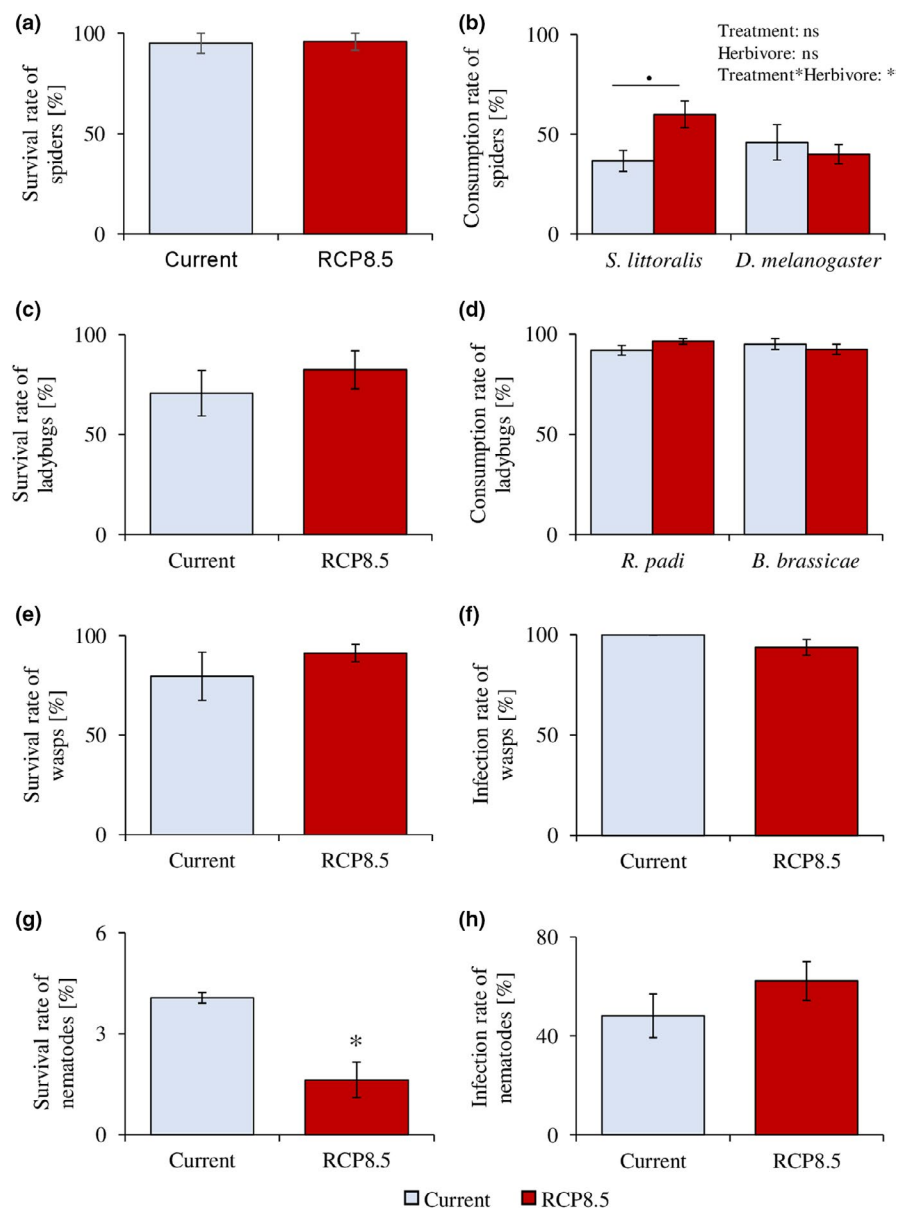 (a)
Survival rate of
spiders [%]
100
50
0
Current RCP8.5
(b)
Consumption rate of
spiders [%]
100
50
0
Treatment: ns
Herbivore: ns
Treatment*Herbivore: *
•
S. littoralis D. melanogaster
(c)
Survival rate of
ladybugs [%]
100
50
0
Current RCP8.5
(d)
Consumption rate of
ladybugs [%]
100
50
0
R. padi B. brassicae
(e)
Survival rate of
wasps [%]
100
50
0
Current RCP8.5
(f)
Infection rate of
wasps [%]
100
50
0
Current RCP8.5
(g)
Survival rate of
nematodes [%]
6
3
0
*
Current RCP8.5
(h)
Infection rate of
nematodes [%]
80
40
0
Current RCP8.5
Current RCP8.5